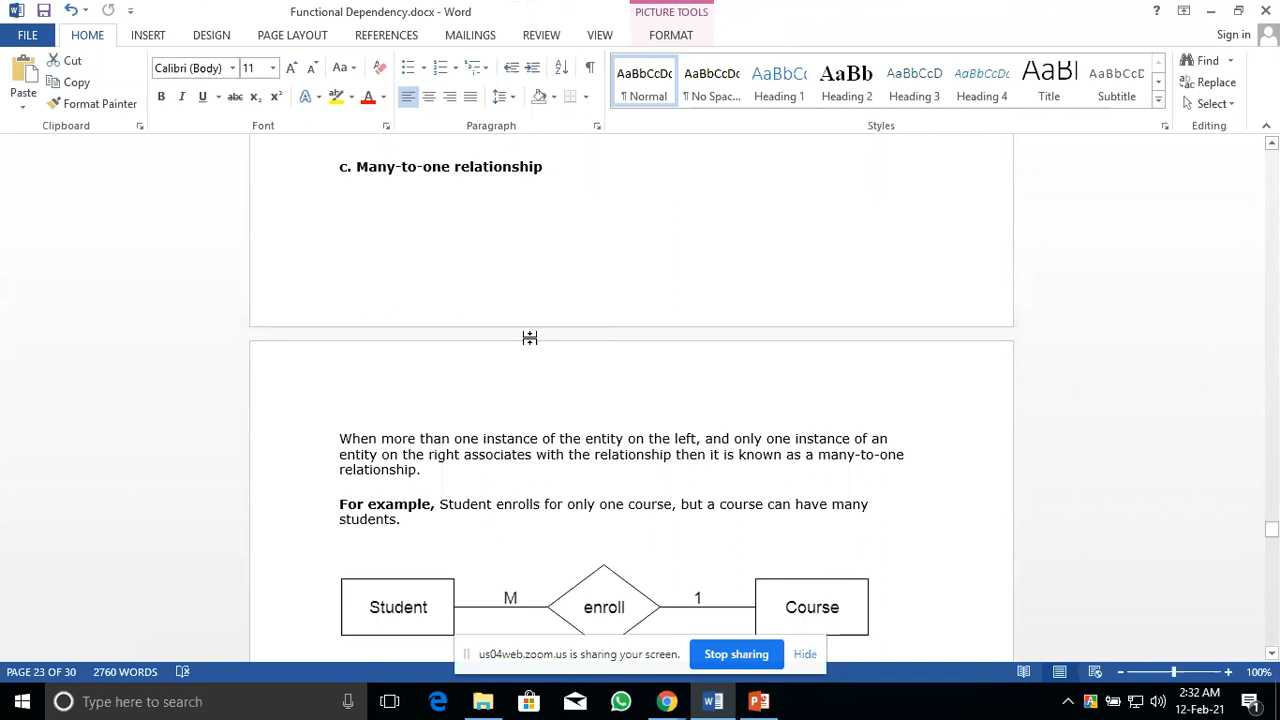 Functional Dependency.docx - Word
PICTURE TOOLS
?
FILE HOME INSERT DESIGN PAGE LAYOUT REFERENCES MAILINGS REVIEW VIEW FORMAT Sign in
Paste
Cut
Copy
Format Painter
Calibri (Body) 11
AaBbCcDc AaBbCcDc AaBbCc AaBb AaBbCcD AaBbCcD AaBl AaBbCcD
¶ Normal ¶ No Spac... Heading 1 Heading 2 Heading 3 Heading 4 Title Subtitle
Find
Replace
Select
Clipboard Font Paragraph Styles Editing
c. Many-to-one relationship
When more than one instance of the entity on the left, and only one instance of an
entity on the right associates with the relationship then it is known as a many-to-one
relationship.
For example, Student enrolls for only one course, but a course can have many
students.
Student M enroll 1 Course
us04web.zoom.us is sharing your screen. Stop sharing Hide
PAGE 23 OF 30 2760 WORDS 100%
Type here to search
2:32 AM
12-Feb-21